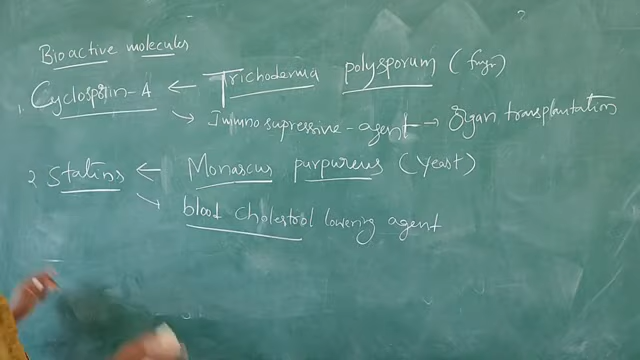 Bioactive molecules
1, Cyclosporin-A ← Trichoderma polysporum (fungi)
→ Immuno supressive-agent → Organ transplantation
2, Statins ← Monascus purpureus (Yeast)
→ blood cholestrol lowering agent